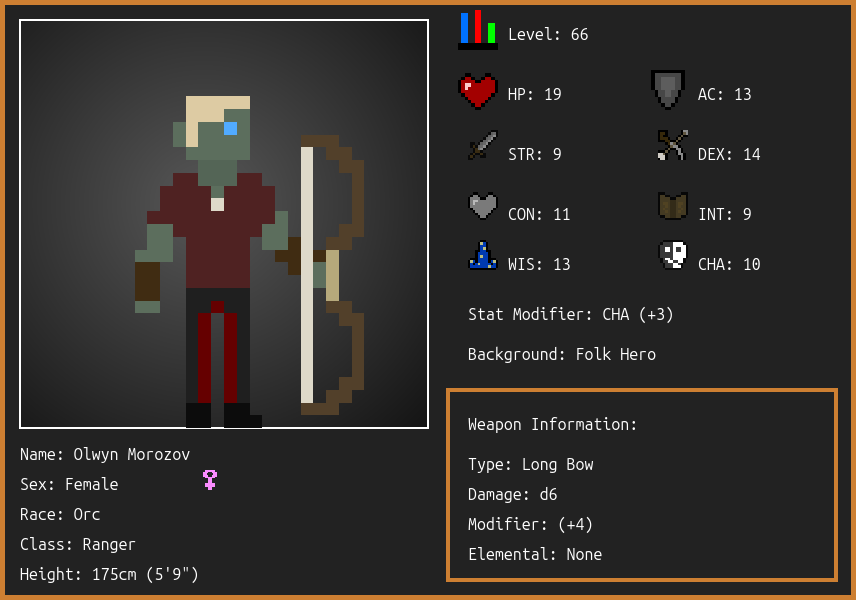 Level: 66
HP: 19
AC: 13
STR: 9
DEX: 14
CON: 11
INT: 9
WIS: 13
CHA: 10
Stat Modifier: CHA (+3)
Background: Folk Hero
Weapon Information:
Type: Long Bow
Damage: d6
Modifier: (+4)
Elemental: None
Name: Olwyn Morozov
Sex: Female
Race: Orc
Class: Ranger
Height: 175cm (5'9")